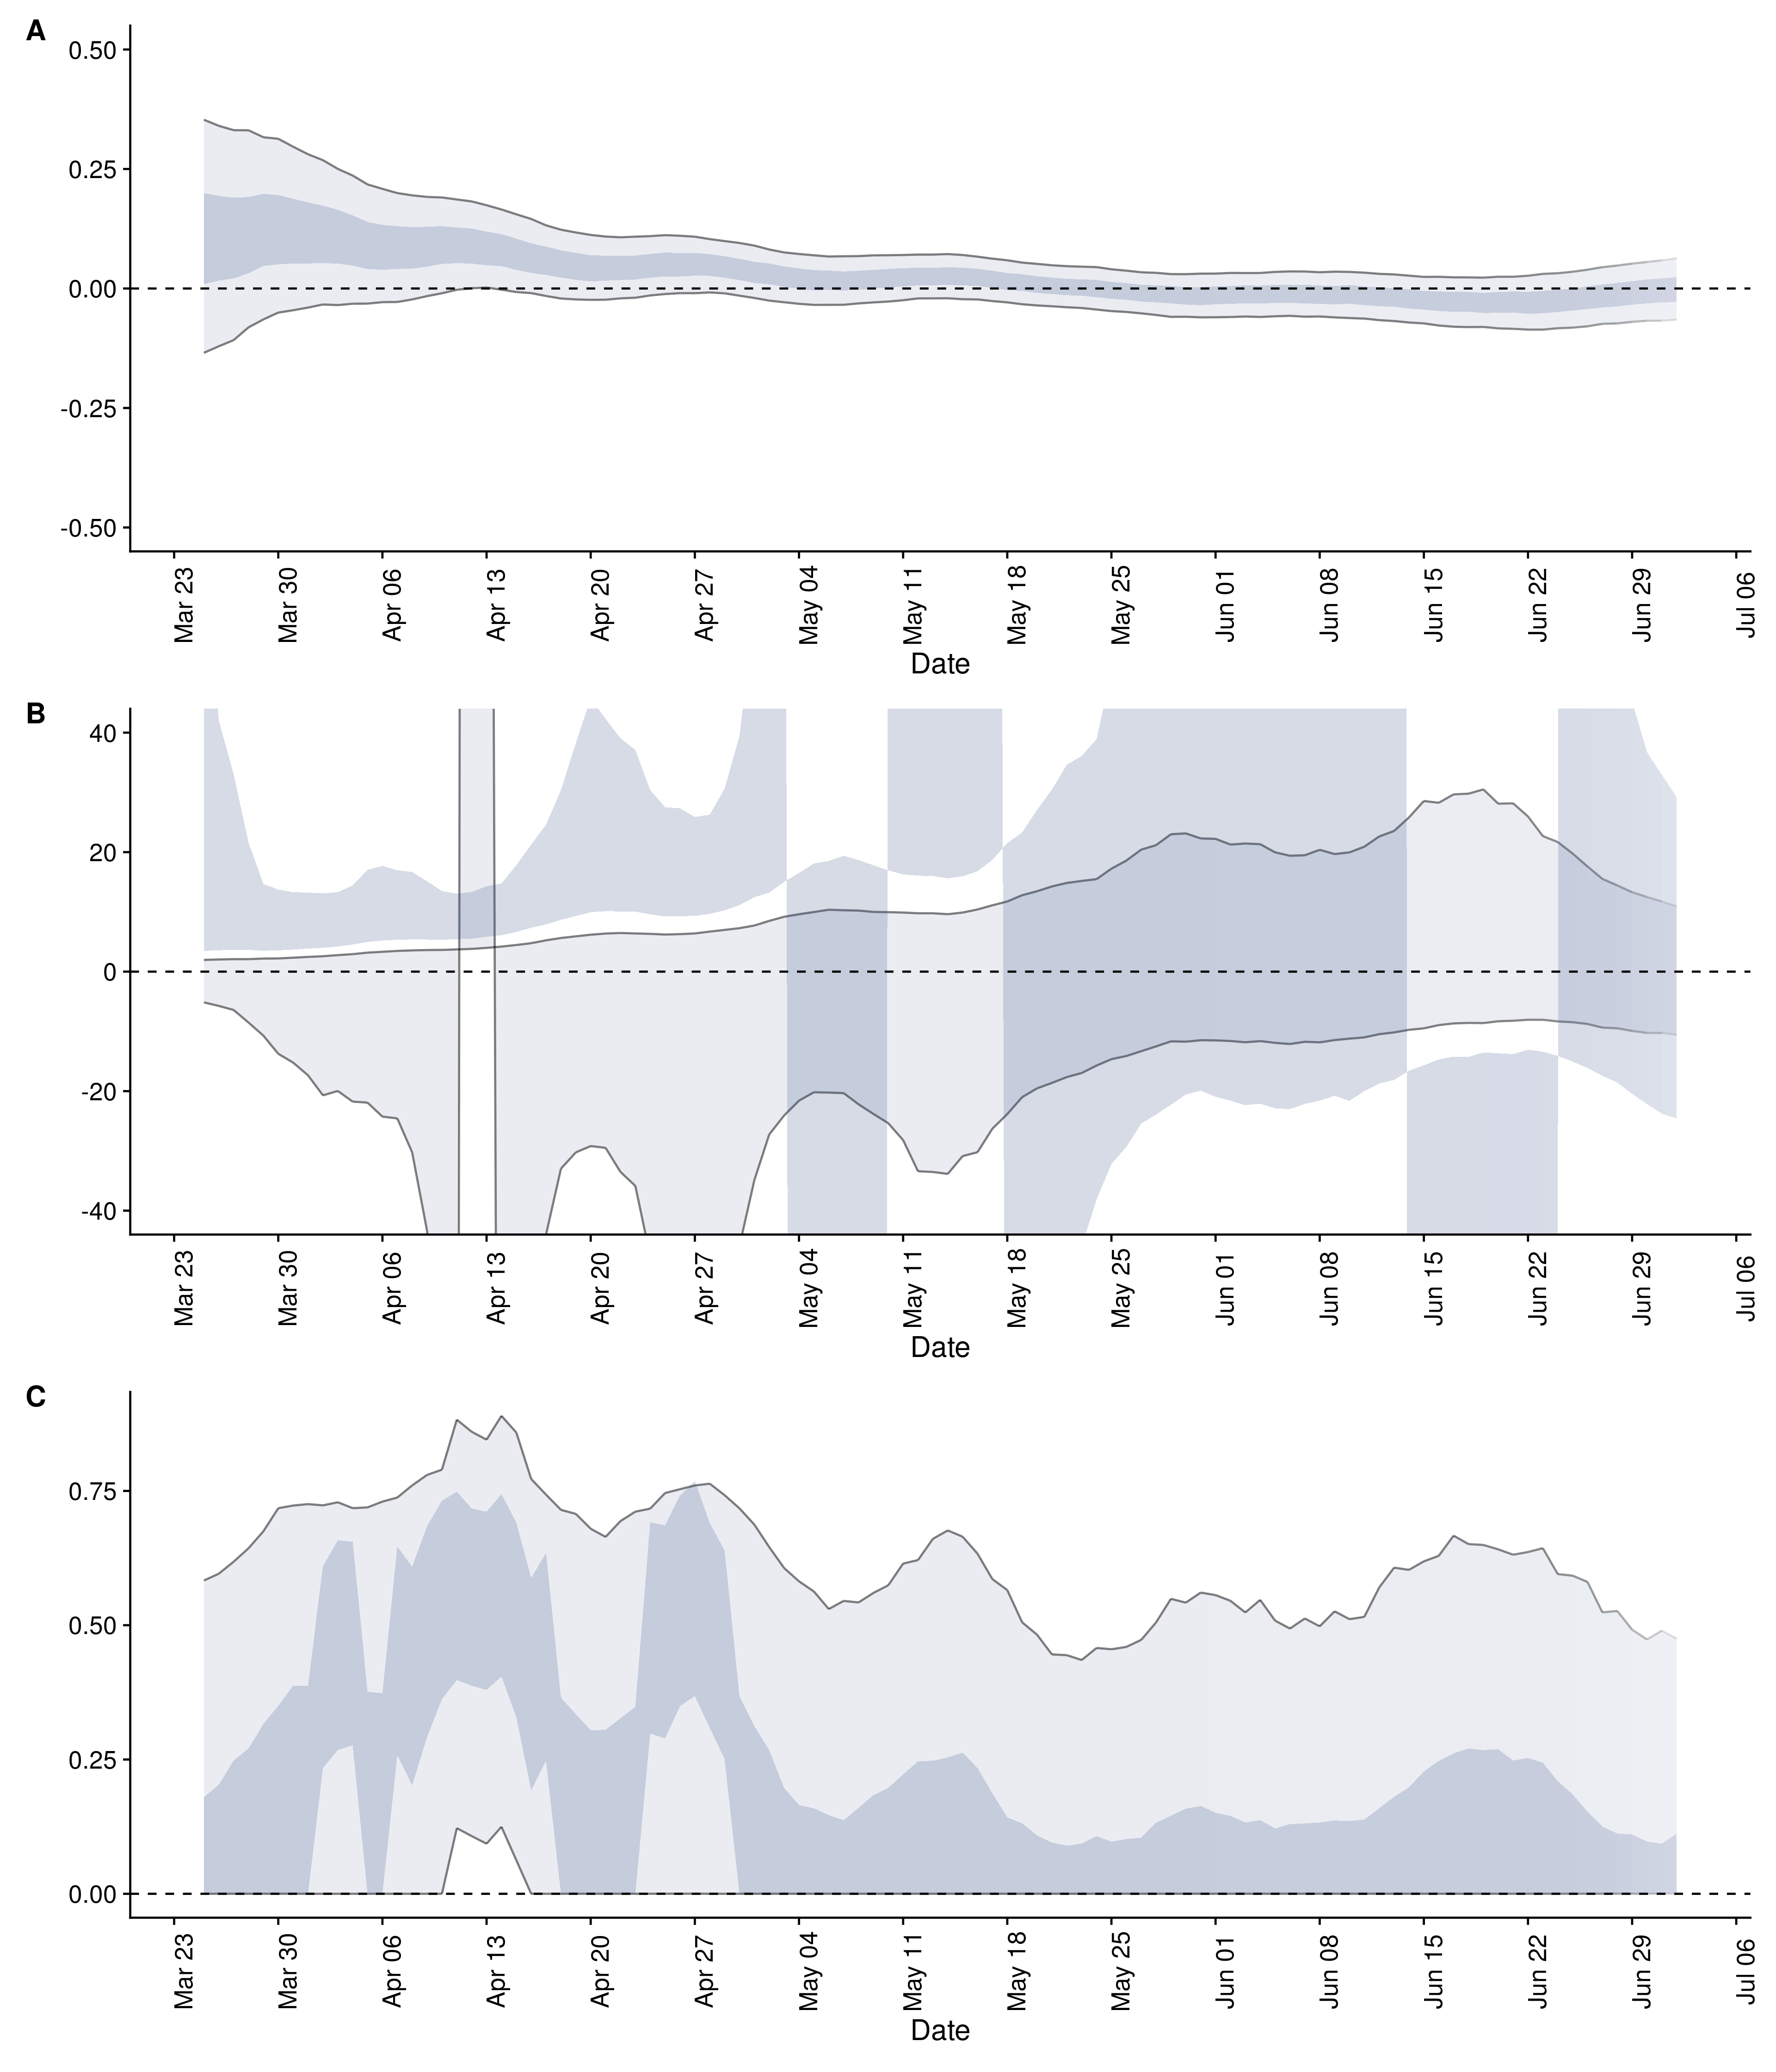 A
0.50
0.25
0.00
-0.25
-0.50
Mar 23
Mar 30
Apr 06
Apr 13
Apr 20
Apr 27
May 04
May 11
May 18
May 25
Jun 01
Jun 08
Jun 15
Jun 22
Jun 29
Jul 06
Date
B
40
20
0
-20
-40
Mar 23
Mar 30
Apr 06
Apr 13
Apr 20
Apr 27
May 04
May 11
May 18
May 25
Jun 01
Jun 08
Jun 15
Jun 22
Jun 29
Jul 06
Date
C
0.75
0.50
0.25
0.00
Mar 23
Mar 30
Apr 06
Apr 13
Apr 20
Apr 27
May 04
May 11
May 18
May 25
Jun 01
Jun 08
Jun 15
Jun 22
Jun 29
Jul 06
Date